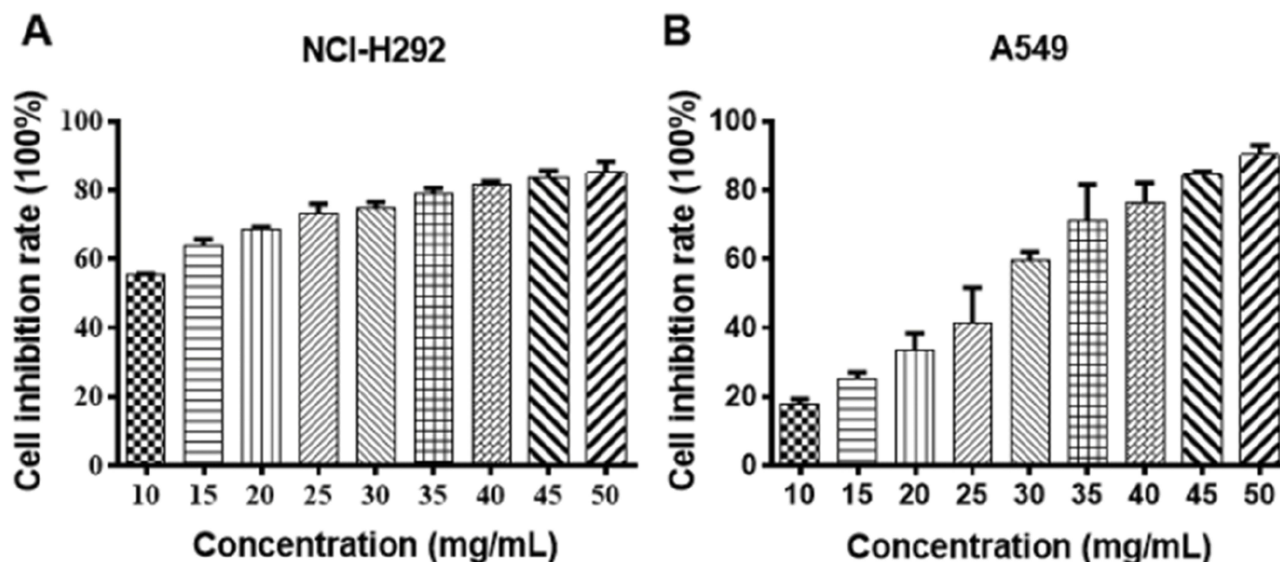 A
NCI-H292
Cell inhibition rate (100%)
100
80
60
40
20
0
10 15 20 25 30 35 40 45 50
Concentration (mg/mL)
B
A549
Cell inhibition rate (100%)
100
80
60
40
20
0
10 15 20 25 30 35 40 45 50
Concentration (mg/mL)